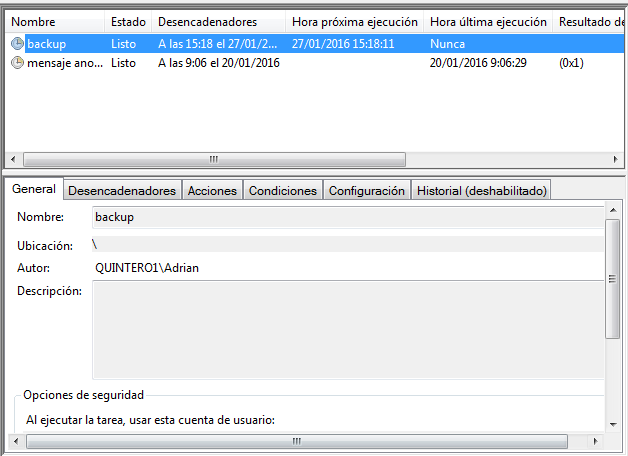 Nombre Estado Desencadenadores Hora próxima ejecución Hora última ejecución Resultado de
backup Listo A las 15:18 el 27/01/2... 27/01/2016 15:18:11 Nunca
mensaje ano... Listo A las 9:06 el 20/01/2016 20/01/2016 9:06:29 (0x1)
General Desencadenadores Acciones Condiciones Configuración Historial (deshabilitado)
Nombre: backup
Ubicación: \
Autor: QUINTERO1\Adrian
Descripción:
Opciones de seguridad
Al ejecutar la tarea, usar esta cuenta de usuario: